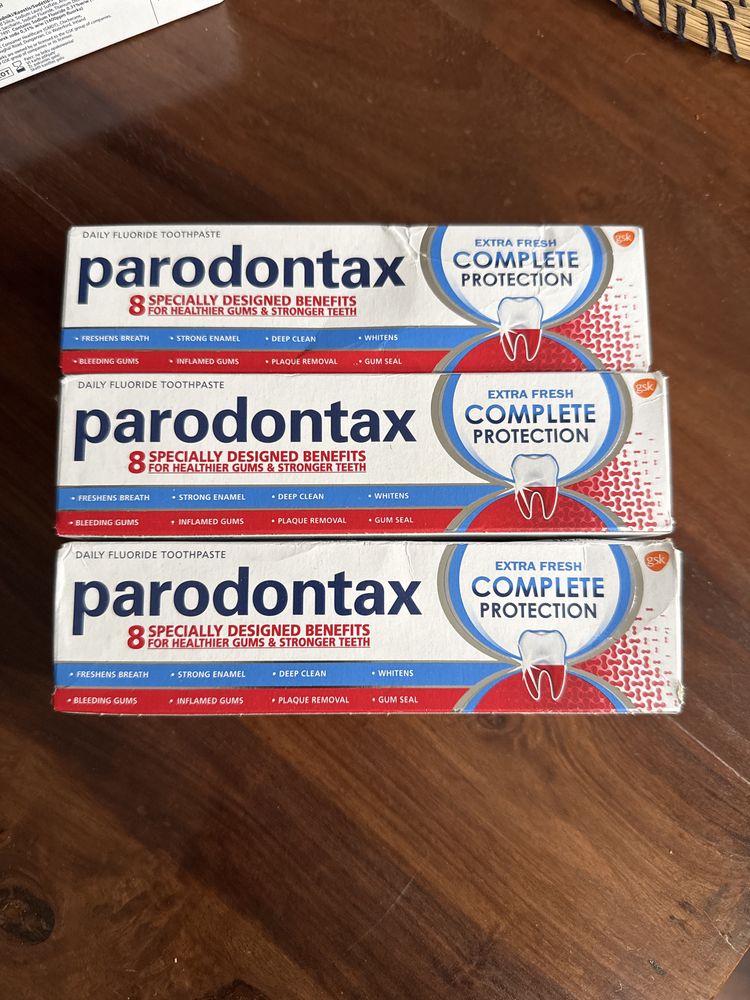 DAILY FLUORIDE TOOTHPASTE
parodontax
8 SPECIALLY DESIGNED BENEFITS
FOR HEALTHIER GUMS & STRONGER TEETH
• FRESHENS BREATH • STRONG ENAMEL • DEEP CLEAN • WHITENS
• BLEEDING GUMS • INFLAMED GUMS • PLAQUE REMOVAL • GUM SEAL
EXTRA FRESH
COMPLETE
PROTECTION
gsk
DAILY FLUORIDE TOOTHPASTE
parodontax
8 SPECIALLY DESIGNED BENEFITS
FOR HEALTHIER GUMS & STRONGER TEETH
• FRESHENS BREATH • STRONG ENAMEL • DEEP CLEAN • WHITENS
• BLEEDING GUMS • INFLAMED GUMS • PLAQUE REMOVAL • GUM SEAL
EXTRA FRESH
COMPLETE
PROTECTION
gsk
DAILY FLUORIDE TOOTHPASTE
parodontax
8 SPECIALLY DESIGNED BENEFITS
FOR HEALTHIER GUMS & STRONGER TEETH
• FRESHENS BREATH • STRONG ENAMEL • DEEP CLEAN • WHITENS
• BLEEDING GUMS • INFLAMED GUMS • PLAQUE REMOVAL • GUM SEAL
EXTRA FRESH
COMPLETE
PROTECTION
gsk